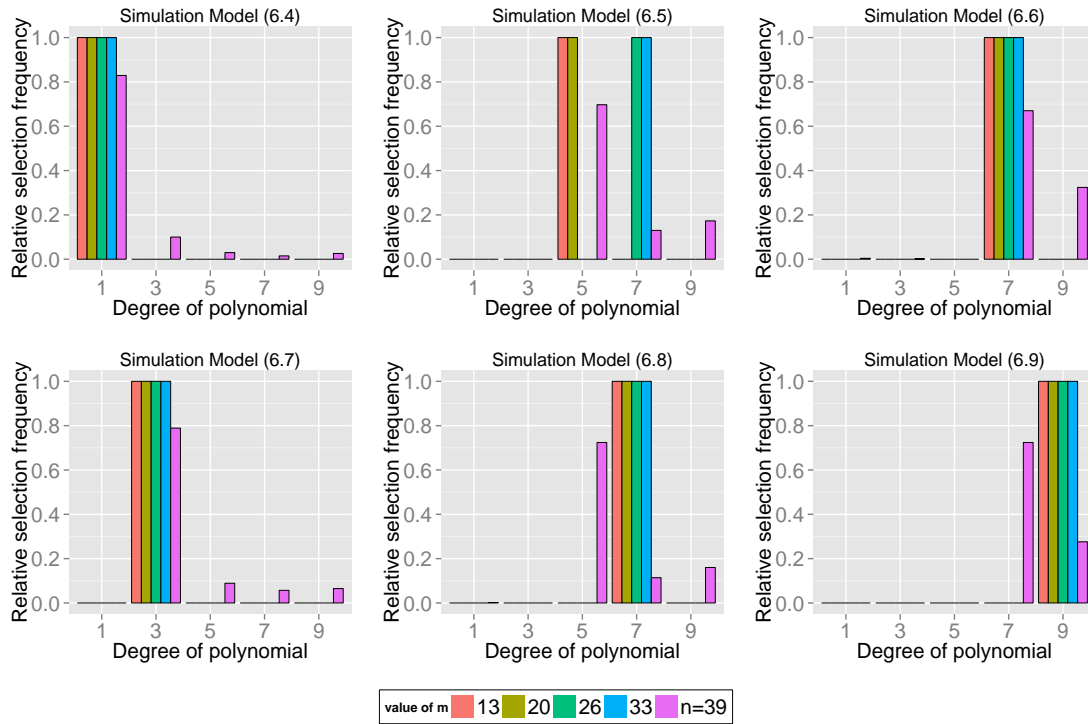 Simulation Model (6.4)
Relative selection frequency
1.0
0.8
0.6
0.4
0.2
0.0
1 3 5 7 9
Degree of polynomial
Simulation Model (6.5)
Relative selection frequency
1.0
0.8
0.6
0.4
0.2
0.0
1 3 5 7 9
Degree of polynomial
Simulation Model (6.6)
Relative selection frequency
1.0
0.8
0.6
0.4
0.2
0.0
1 3 5 7 9
Degree of polynomial
Simulation Model (6.7)
Relative selection frequency
1.0
0.8
0.6
0.4
0.2
0.0
1 3 5 7 9
Degree of polynomial
Simulation Model (6.8)
Relative selection frequency
1.0
0.8
0.6
0.4
0.2
0.0
1 3 5 7 9
Degree of polynomial
Simulation Model (6.9)
Relative selection frequency
1.0
0.8
0.6
0.4
0.2
0.0
1 3 5 7 9
Degree of polynomial
value of m 13 20 26 33 n=39